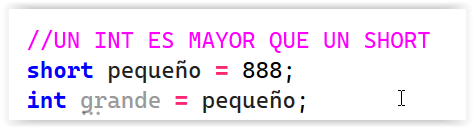 //UN INT ES MAYOR QUE UN SHORT
short pequeño = 888;
int grande = pequeño;